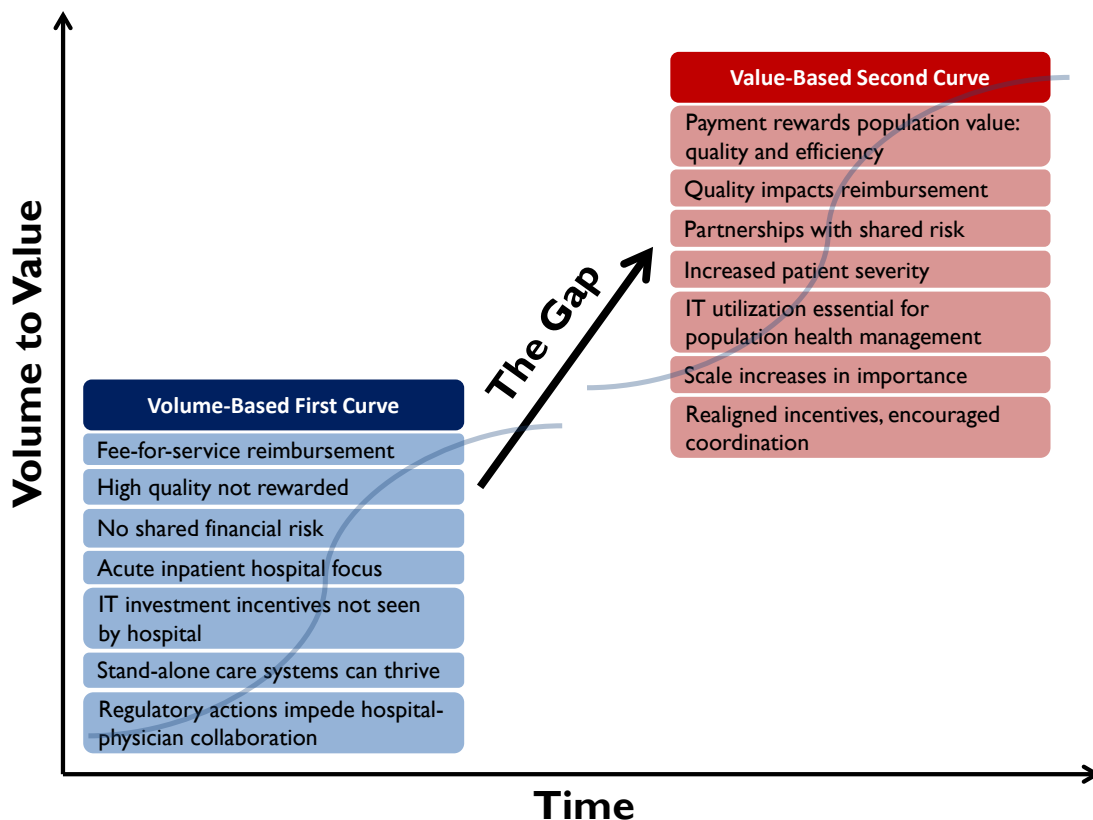 Volume to Value
Value-Based Second Curve
Payment rewards population value:
quality and efficiency
Quality impacts reimbursement
Partnerships with shared risk
Increased patient severity
IT utilization essential for
population health management
Scale increases in importance
Realigned incentives, encouraged
coordination
The Gap
Volume-Based First Curve
Fee-for-service reimbursement
High quality not rewarded
No shared financial risk
Acute inpatient hospital focus
IT investment incentives not seen
by hospital
Stand-alone care systems can thrive
Regulatory actions impede hospital-
physician collaboration
Time